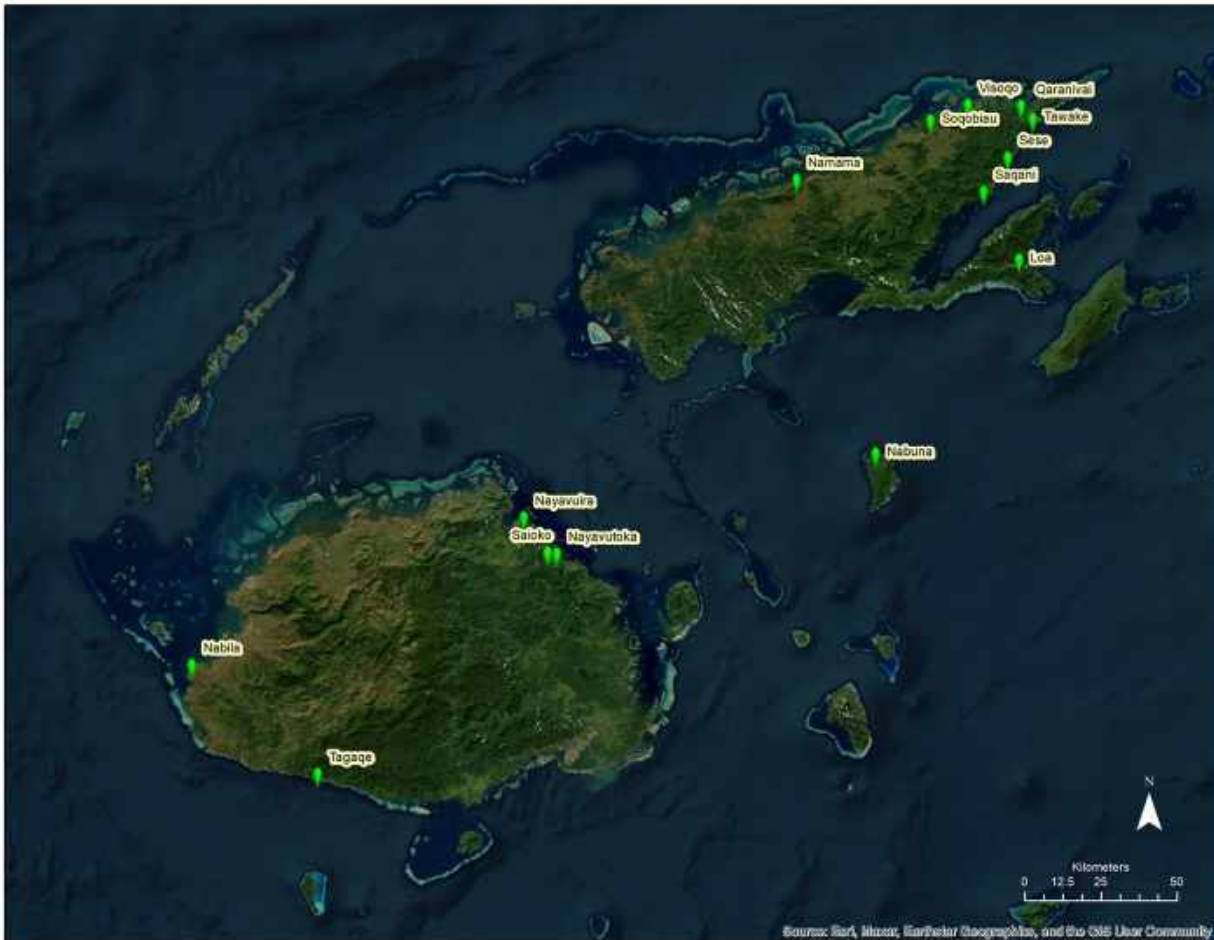 Visoqo
Qaranivai
Soqobiau
Tawake
Sese
Namama
Saqani
Loa
Nabuna
Nayavuira
Saioko
Nayavutoka
Nabila
Tagaqe
N
Kilometers
0 12.5 25 50
Source: Esri, Maxar, Earthstar Geographics, and the GIS User Community